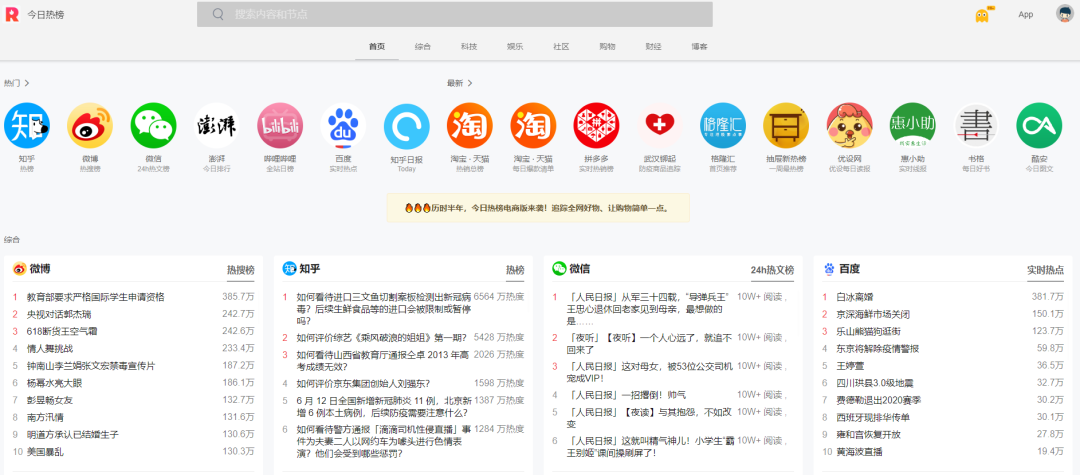 今日热榜
搜索内容和节点
App
首页 综合 科技 娱乐 社区 购物 财经 博客
热门 >
最新 >
知乎
热榜
微博
热搜榜
微信
24h热文榜
澎湃
今日排行
哔哩哔哩
全站日榜
百度
实时热点
知乎日报
Today
淘宝 · 天猫
热销总榜
淘宝 · 天猫
每日爆款清单
拼多多
实时热销榜
武汉铆起
防疫商品追踪
格隆汇
首页推荐
抽屉新热榜
一周最热榜
优设网
优设每日读报
惠小助
实时线报
书格
每日好书
酷安
今日图文
历时半年,今日热榜电商版来袭!追踪全网好物、让购物简单一点。
综合
微博 热搜榜
1 教育部要求严格国际学生申请资格 385.7万
2 央视对话郭杰瑞 242.7万
3 618断货王空气霜 242.6万
4 情人舞挑战 233.4万
5 钟南山李兰娟张文宏禁毒宣传片 187.2万
6 杨幂水亮大眼 186.1万
7 彭昱畅女友 132.7万
8 南方汛情 131.6万
9 明道方承认已结婚生子 130.6万
10 美国暴乱 130.3万
知乎 热榜
1 如何看待进口三文鱼切割案板检测出新冠病 6564 万热度
毒?后续生鲜食品等的进口会被限制或暂停
吗?
2 如何评价综艺《乘风破浪的姐姐》第一期? 5428 万热度
3 如何看待山西省教育厅通报全卓 2013 年高 2026 万热度
考成绩无效?
4 如何评价京东集团创始人刘强东? 1598 万热度
5 6 月 12 日全国新增新冠肺炎 11 例,北京新 1387 万热度
增 6 例本土病例,后续防疫需要注意什么?
6 如何看待警方通报「滴滴司机性侵直播」事 1284 万热度
件为夫妻二人以网约车为噱头进行色情表
演?他们会受到哪些惩罚?
微信 24h热文榜
1 「人民日报」从军三十四载,“导弹兵王” 10W+ 阅读 ,
王忠心退休回老家见到母亲,最想做的
是……
2 「夜听」【夜听】一个人心远了,就追不 10W+ 阅读 ,
回来了
3 「人民日报」这对母女,被53位公交司机 10W+ 阅读 ,
宠成VIP!
4 「人民日报」一招撂倒!帅气 10W+ 阅读 ,
5 「人民日报」【夜读】与其抱怨,不如改 10W+ 阅读 ,
变
6 「人民日报」这就叫精气神儿!小学生“霸 10W+ 阅读 ,
王别姬”课间操刷屏了!
百度 实时热点
1 白冰离婚 381.7万
2 京深海鲜市场关闭 150.1万
3 乐山熊猫狗逛街 123.7万
4 东京将解除疫情警报 59.8万
5 王婷萱 36.5万
6 四川珙县3.0级地震 32.7万
7 费德勒退出2020赛季 30.2万
8 西班牙现排华传单 30.1万
9 雍和宫恢复开放 27.8万
10 黄海波直播 19.4万